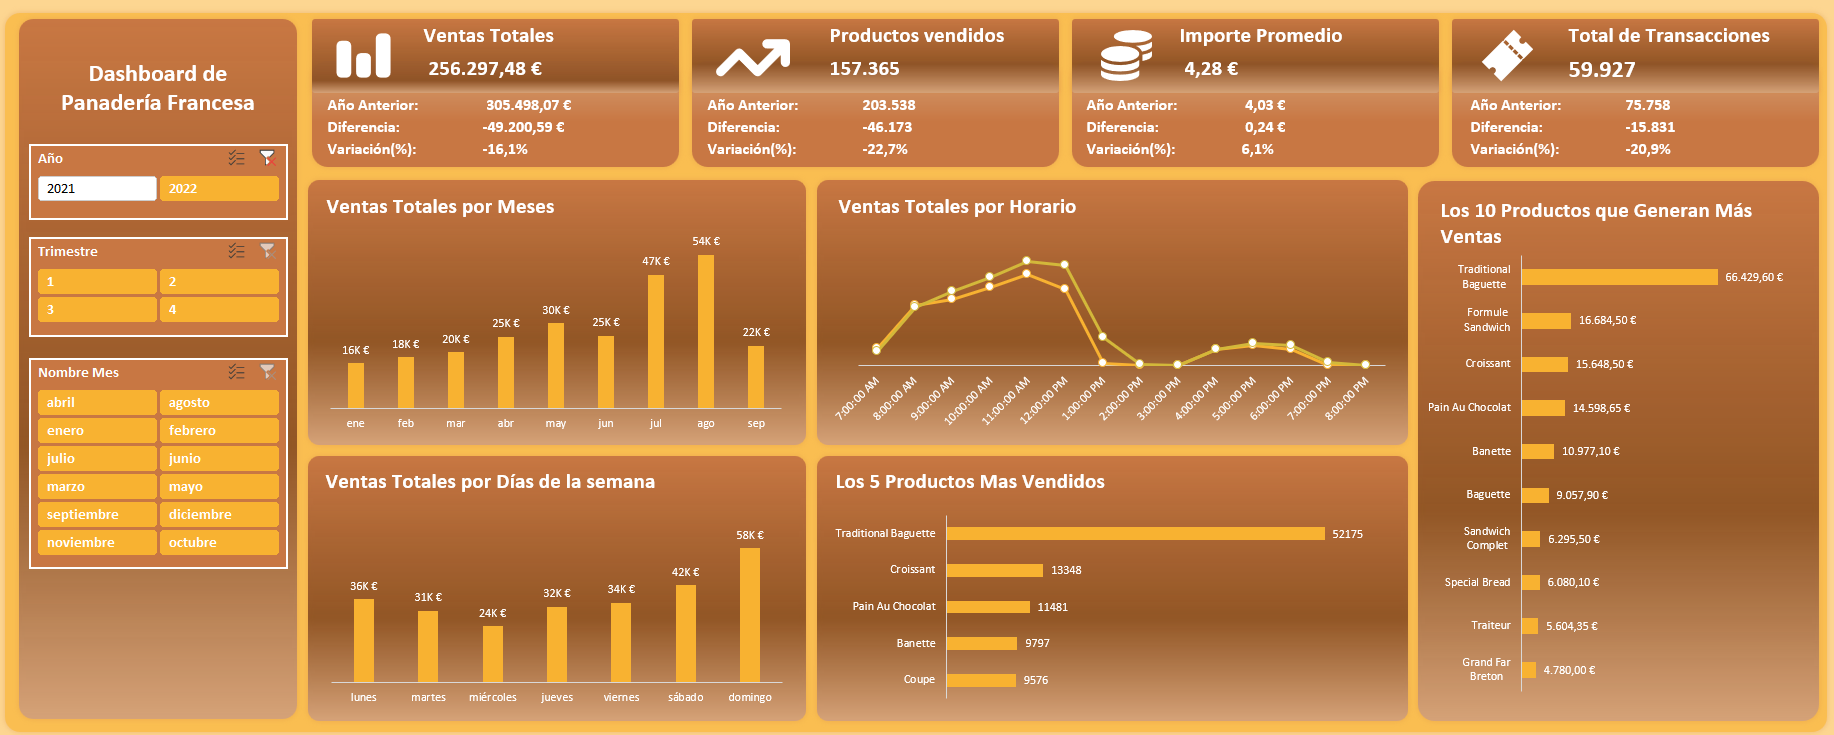 Dashboard de
Panadería Francesa
Año
2021
2022
Trimestre
1
2
3
4
Nombre Mes
abril
agosto
enero
febrero
julio
junio
marzo
mayo
septiembre
diciembre
noviembre
octubre
Ventas Totales
256.297,48 €
Año Anterior: 305.498,07 €
Diferencia: -49.200,59 €
Variación(%): -16,1%
Productos vendidos
157.365
Año Anterior: 203.538
Diferencia: -46.173
Variación(%): -22,7%
Importe Promedio
4,28 €
Año Anterior: 4,03 €
Diferencia: 0,24 €
Variación(%): 6,1%
Total de Transacciones
59.927
Año Anterior: 75.758
Diferencia: -15.831
Variación(%): -20,9%
Ventas Totales por Meses
16K €
18K €
20K €
25K €
30K €
25K €
47K €
54K €
22K €
ene
feb
mar
abr
may
jun
jul
ago
sep
Ventas Totales por Horario
7:00:00 AM
8:00:00 AM
9:00:00 AM
10:00:00 AM
11:00:00 AM
12:00:00 PM
1:00:00 PM
2:00:00 PM
3:00:00 PM
4:00:00 PM
5:00:00 PM
6:00:00 PM
7:00:00 PM
8:00:00 PM
Ventas Totales por Días de la semana
36K €
31K €
24K €
32K €
34K €
42K €
58K €
lunes
martes
miércoles
jueves
viernes
sábado
domingo
Los 5 Productos Mas Vendidos
Traditional Baguette 52175
Croissant 13348
Pain Au Chocolat 11481
Banette 9797
Coupe 9576
Los 10 Productos que Generan Más
Ventas
Traditional
Baguette 66.429,60 €
Formule
Sandwich 16.684,50 €
Croissant 15.648,50 €
Pain Au Chocolat 14.598,65 €
Banette 10.977,10 €
Baguette 9.057,90 €
Sandwich
Complet 6.295,50 €
Special Bread 6.080,10 €
Traiteur 5.604,35 €
Grand Far
Breton 4.780,00 €